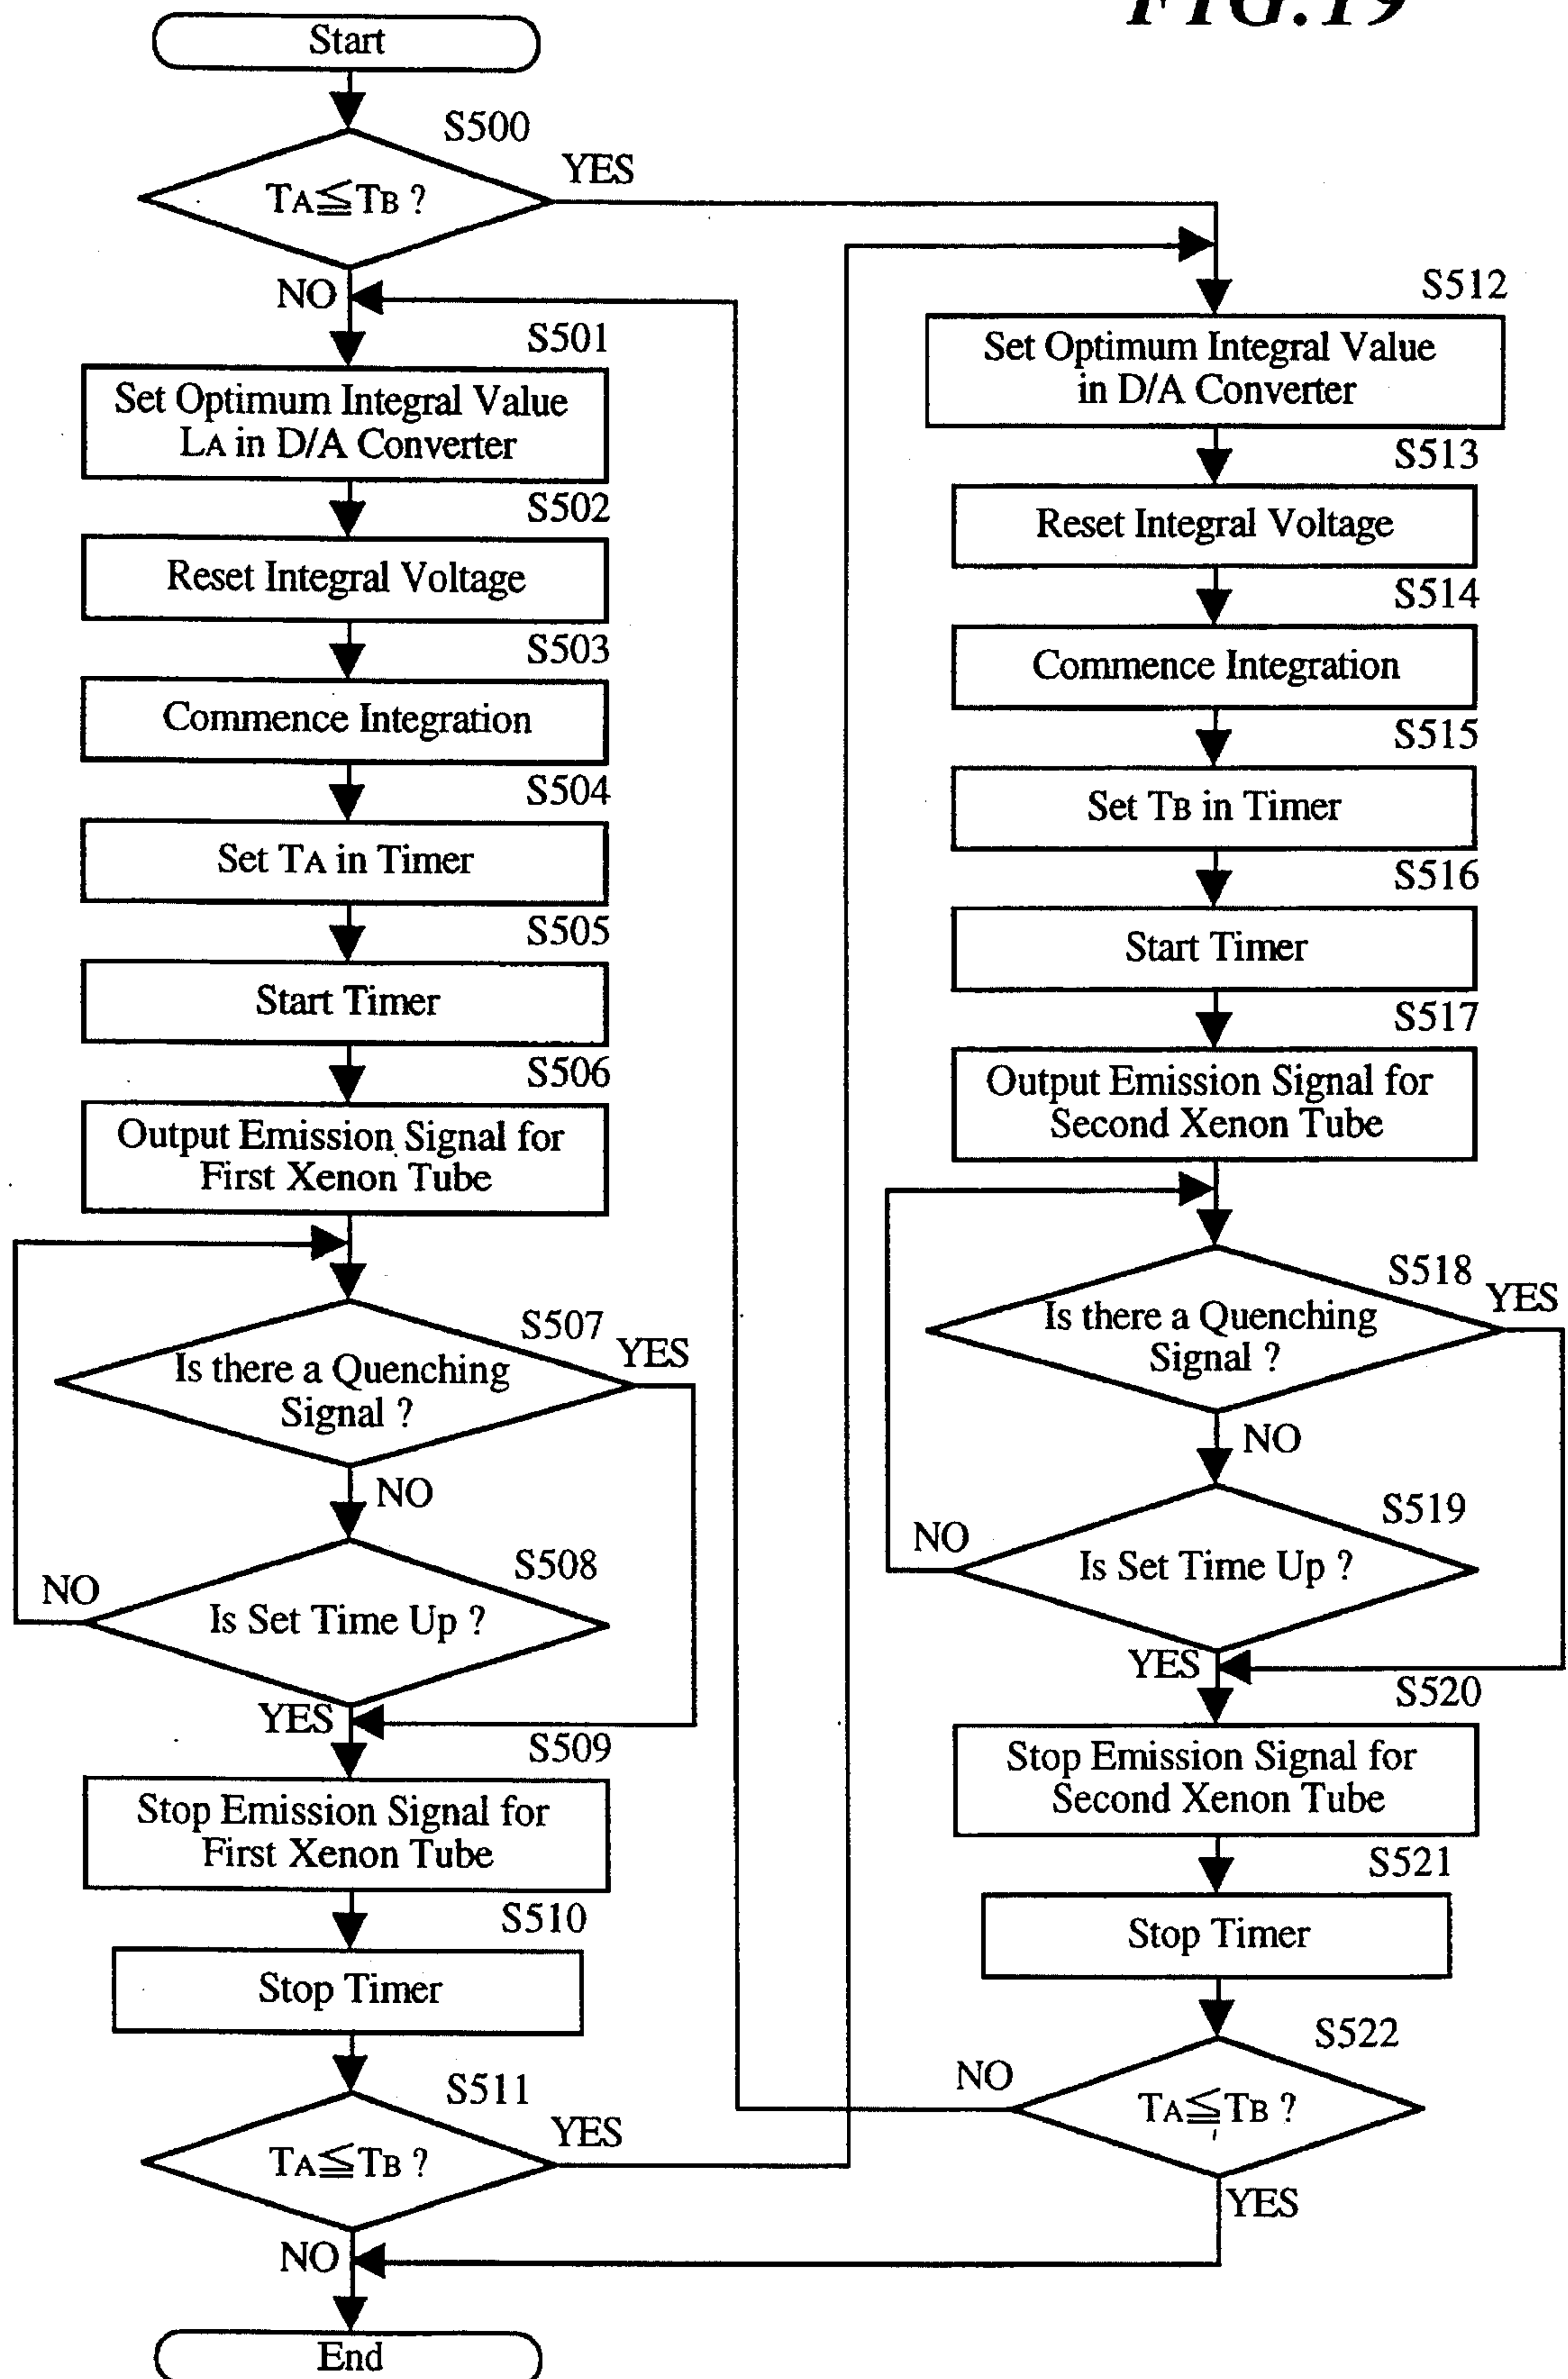 FIG.19
Start
S500
TA≦TB ?
YES
NO
S501
Set Optimum Integral Value
LA in D/A Converter
S502
Reset Integral Voltage
S503
Commence Integration
S504
Set TA in Timer
S505
Start Timer
S506
Output Emission Signal for
First Xenon Tube
S507
Is there a Quenching
Signal ?
YES
NO
S508
Is Set Time Up ?
NO
YES
S509
Stop Emission Signal for
First Xenon Tube
S510
Stop Timer
S511
TA≦TB ?
YES
NO
End
S512
Set Optimum Integral Value
in D/A Converter
S513
Reset Integral Voltage
S514
Commence Integration
S515
Set TB in Timer
S516
Start Timer
S517
Output Emission Signal for
Second Xenon Tube
S518
Is there a Quenching
Signal ?
YES
NO
S519
Is Set Time Up ?
NO
YES
S520
Stop Emission Signal for
Second Xenon Tube
S521
Stop Timer
S522
TA≦TB ?
NO
YES